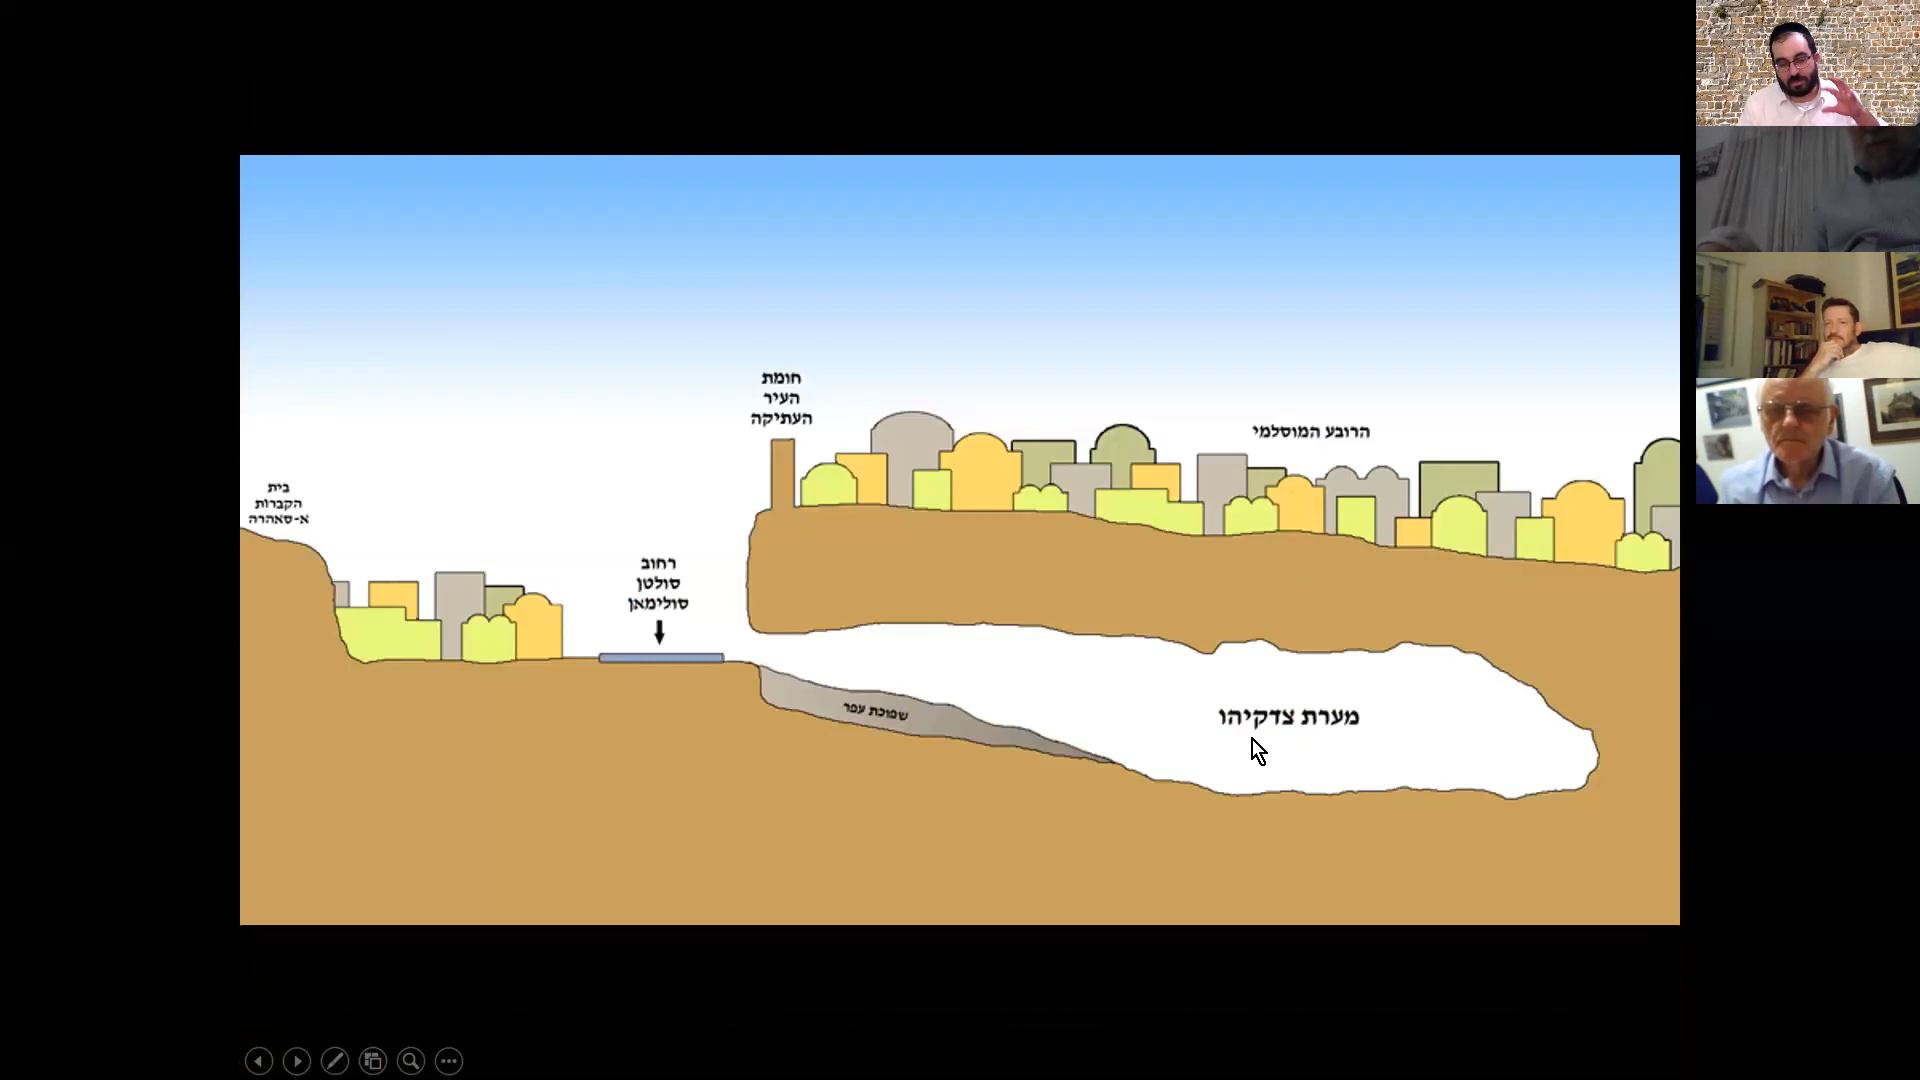 חומת
העיר
העתיקה
הרובע המוסלמי
בית
הקברות
א-סאהרה
רחוב
סולטן
סולימאן
שפוכת עפר
מערת צדקיהו